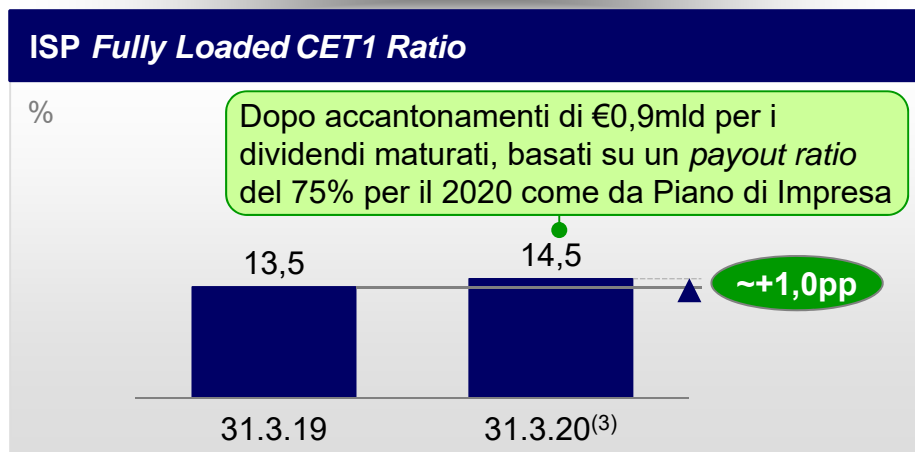 ISP Fully Loaded CET1 Ratio
%
Dopo accantonamenti di €0,9mld per i
dividendi maturati, basati su un payout ratio
del 75% per il 2020 come da Piano di Impresa
13,5
14,5
~+1,0pp
31.3.19
31.3.20(3)